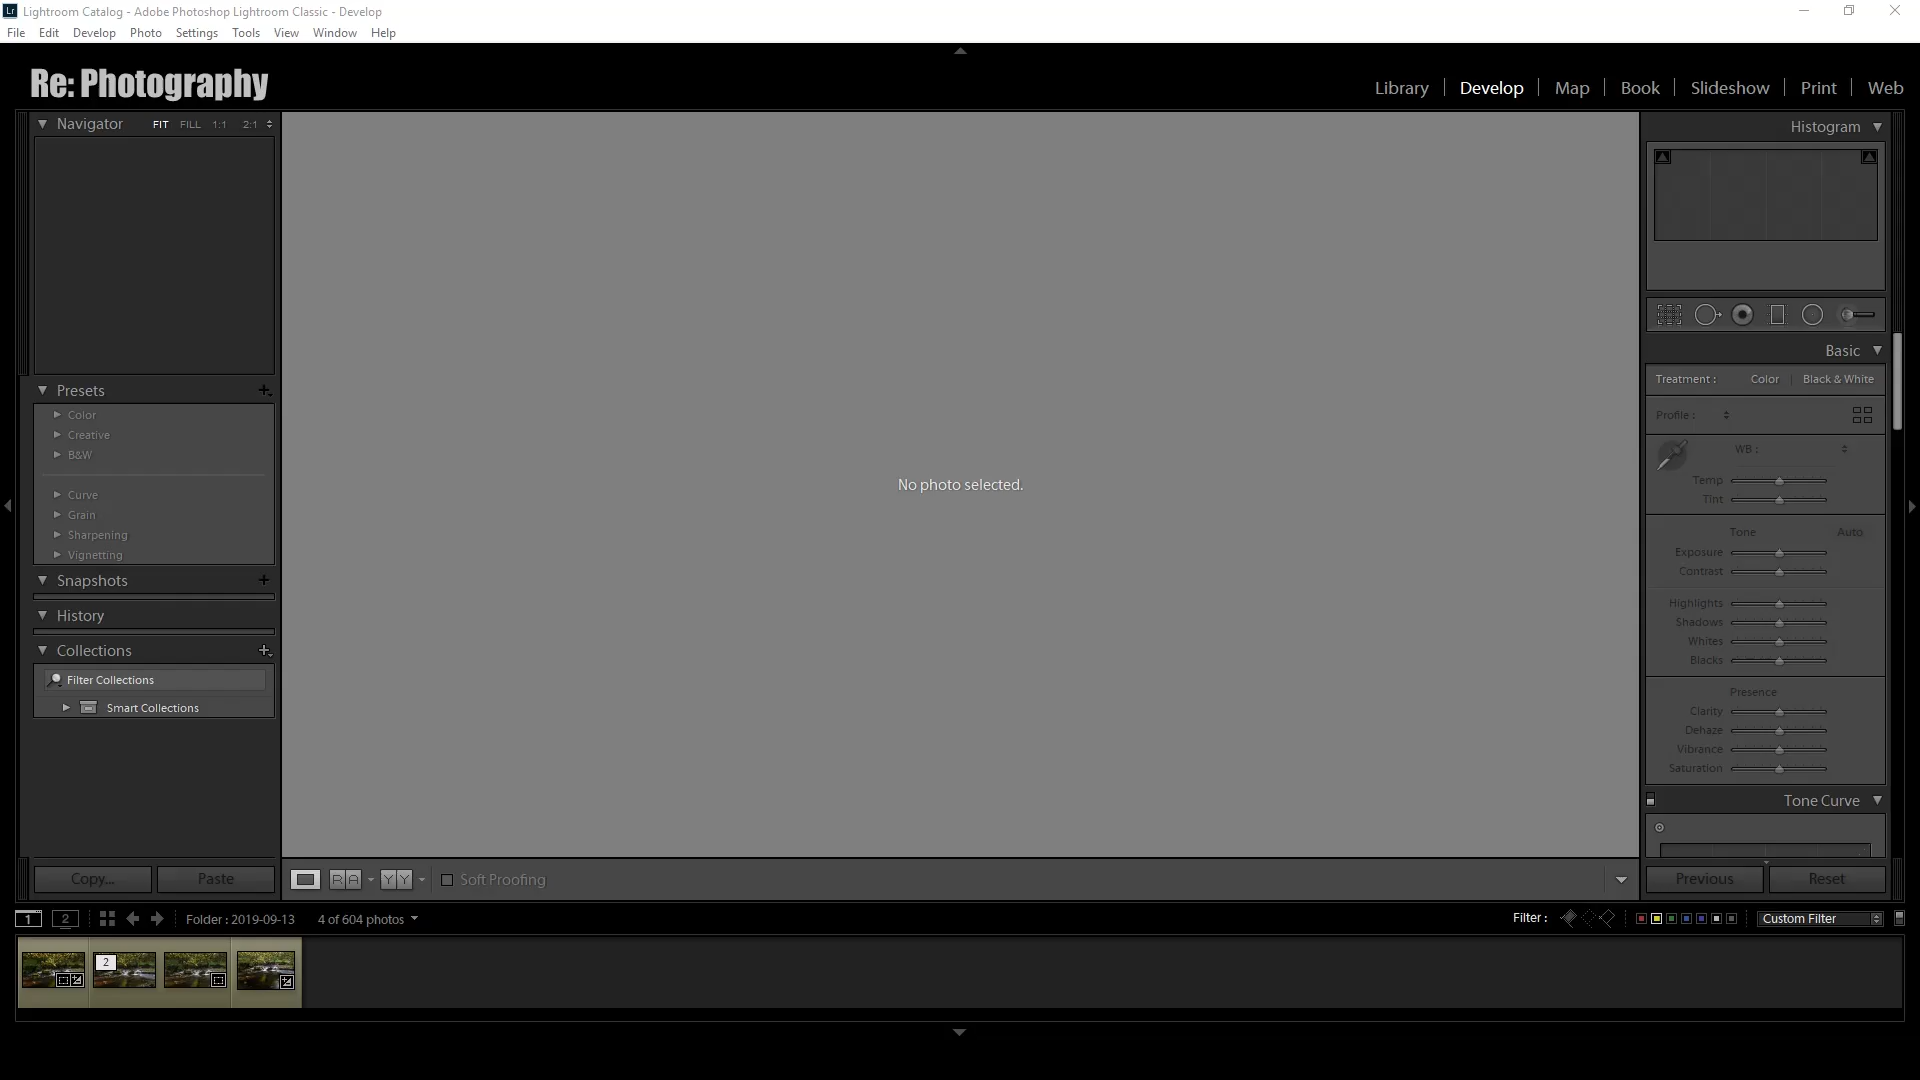 Lightroom Catalog - Adobe Photoshop Lightroom Classic - Develop
File Edit Develop Photo Settings Tools View Window Help
Re: Photography
Library Develop Map Book Slideshow Print Web
Navigator FIT FILL 1:1 2:1
Histogram
Basic
Treatment : Color Black & White
Profile :
WB :
Temp
Tint
Tone Auto
Exposure
Contrast
Highlights
Shadows
Whites
Blacks
Presence
Clarity
Dehaze
Vibrance
Saturation
Tone Curve
Presets
Color
Creative
B&W
Curve
Grain
Sharpening
Vignetting
Snapshots
History
Collections
Filter Collections
Smart Collections
No photo selected.
Copy... Paste
R A Y Y Soft Proofing
Previous Reset
1 2 Folder : 2019-09-13 4 of 604 photos
Filter : Custom Filter
2